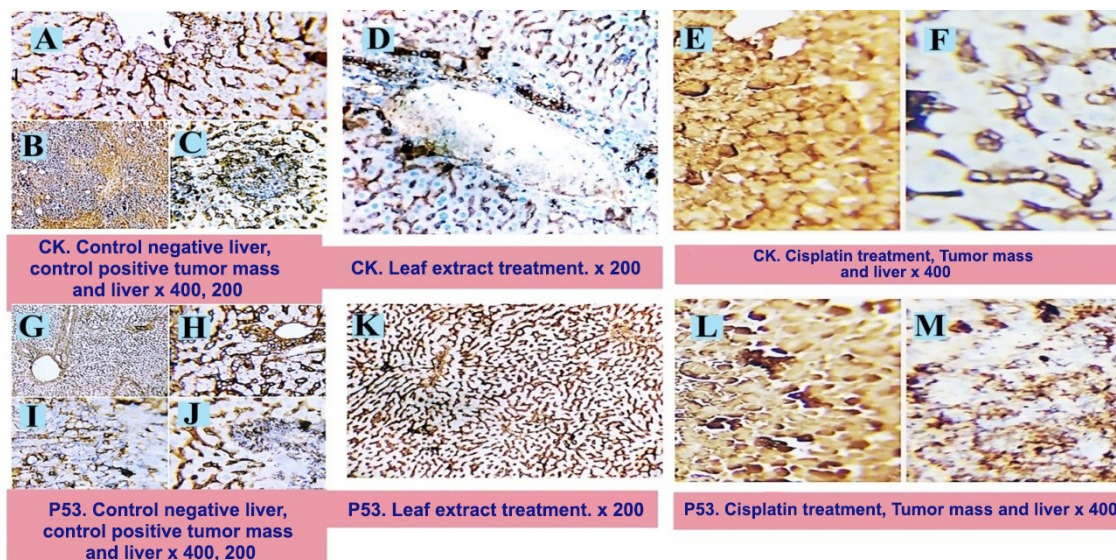 A
B
C
D
E
F
CK. Control negative liver,
control positive tumor mass
and liver x 400, 200
CK. Leaf extract treatment. x 200
CK. Cisplatin treatment, Tumor mass
and liver x 400
G
H
I
J
K
L
M
P53. Control negative liver,
control positive tumor mass
and liver x 400, 200
P53. Leaf extract treatment. x 200
P53. Cisplatin treatment, Tumor mass and liver x 400